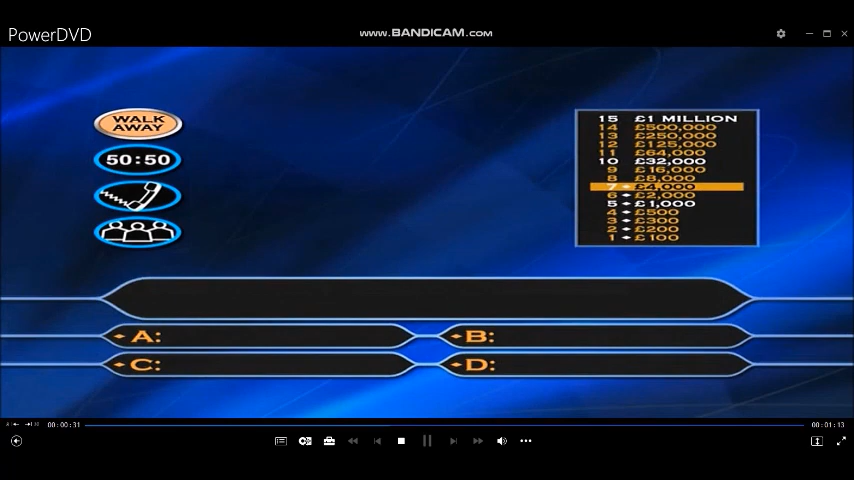 PowerDVD
www.BANDICAM.com
WALK
AWAY
50:50
15 £1 MILLION
14 £500,000
13 £250,000
12 £125,000
11 £64,000
10 £32,000
9 £16,000
8 £8,000
7 £4,000
6 £2,000
5 £1,000
4 £500
3 £300
2 £200
1 £100
A:
B:
C:
D:
00:00:31
00:01:13